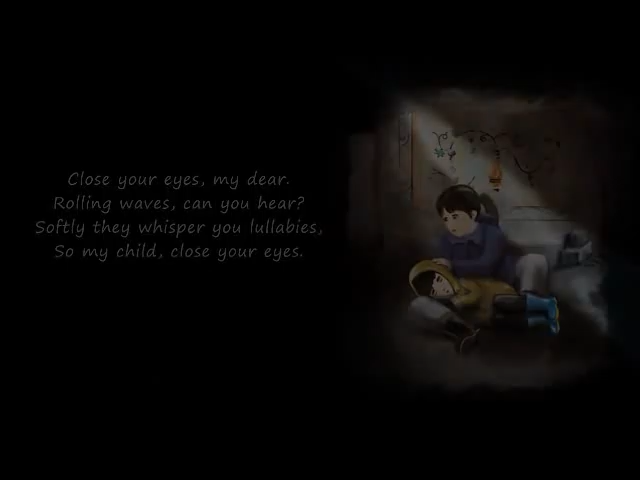 Close your eyes, my dear.
Rolling waves, can you hear?
Softly they whisper you lullabies,
So my child, close your eyes.